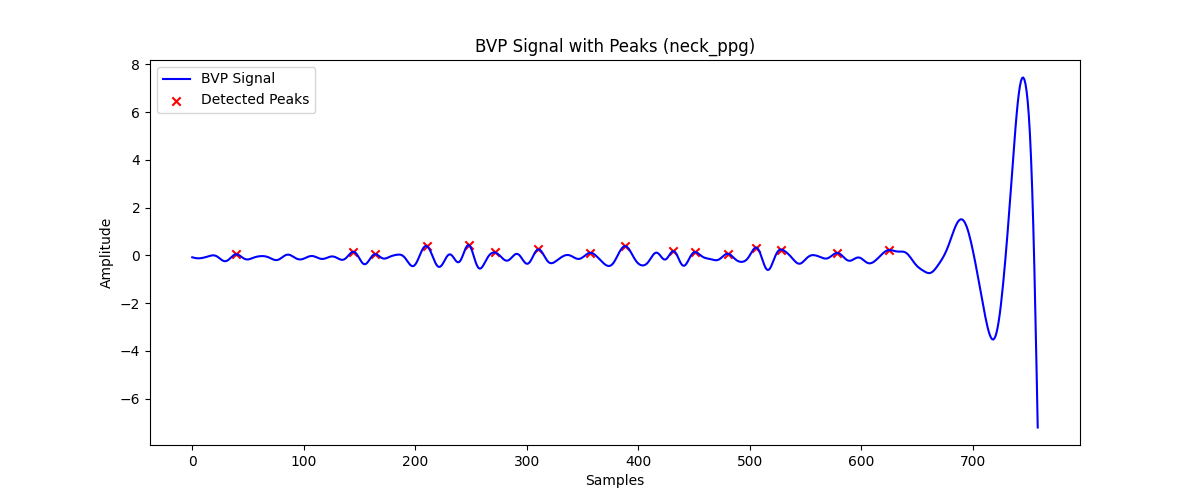 BVP Signal with Peaks (neck_ppg)
BVP Signal
Detected Peaks
8
6
4
2
0
−2
−4
−6
Amplitude
0 100 200 300 400 500 600 700
Samples